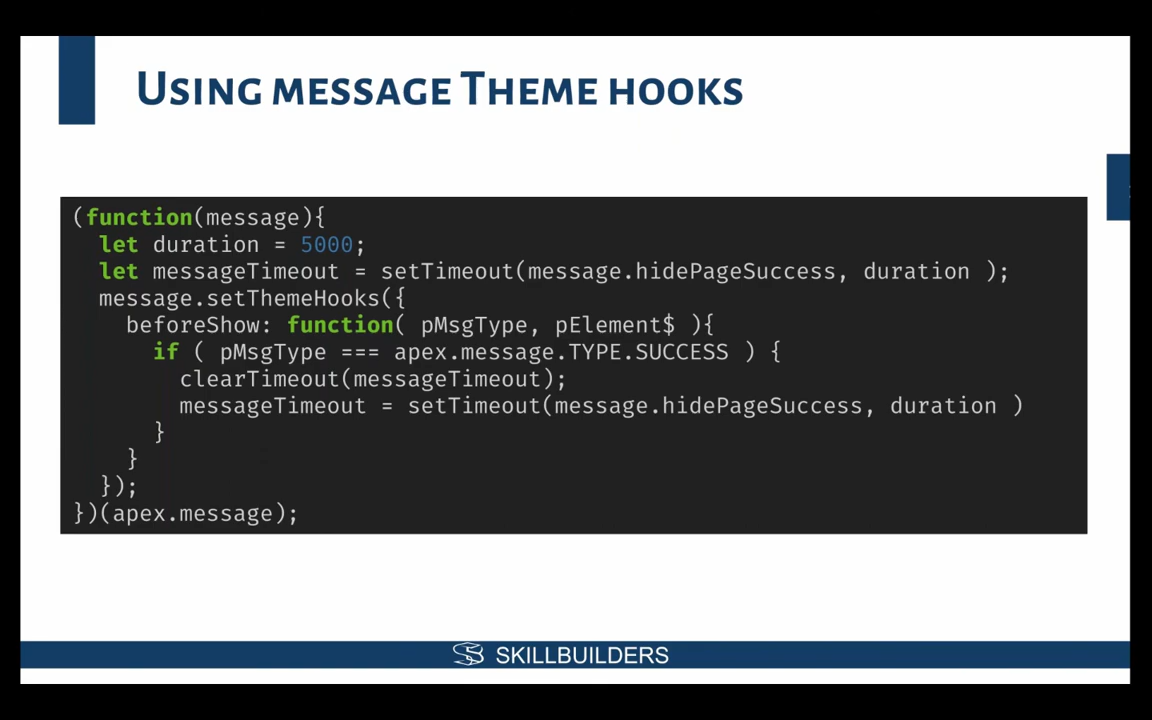 Using message Theme hooks
(function(message){
  let duration = 5000;
  let messageTimeout = setTimeout(message.hidePageSuccess, duration );
  message.setThemeHooks({
    beforeShow: function( pMsgType, pElement$ ){
      if ( pMsgType === apex.message.TYPE.SUCCESS ) {
        clearTimeout(messageTimeout);
        messageTimeout = setTimeout(message.hidePageSuccess, duration )
      }
    }
  });
})(apex.message);
SKILLBUILDERS